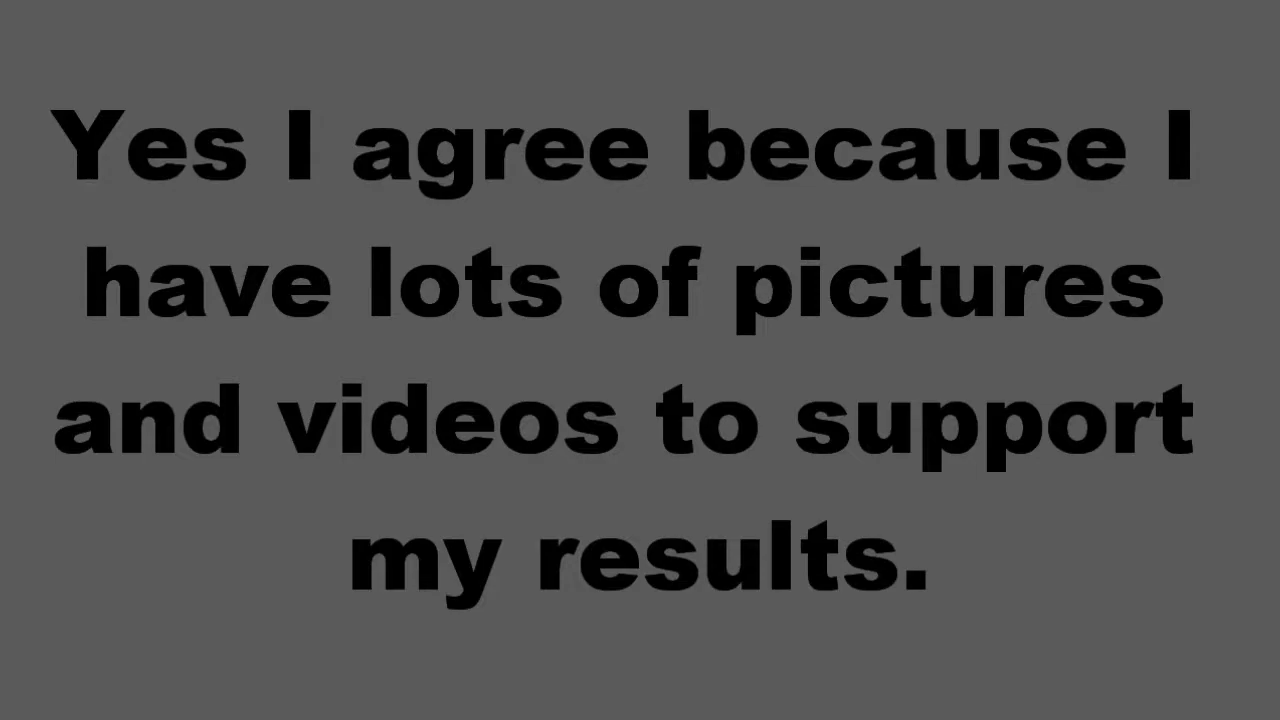 Yes I agree because I
have lots of pictures
and videos to support
my results.